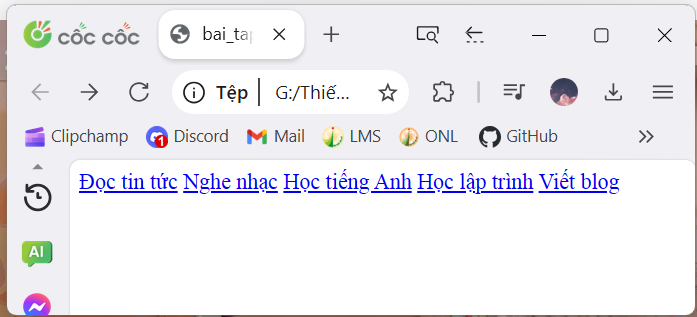 cốc cốc bai_tap
Tệp G:/Thiế...
Clipchamp Discord Mail LMS ONL GitHub
1
Đọc tin tức Nghe nhạc Học tiếng Anh Học lập trình Viết blog
AI